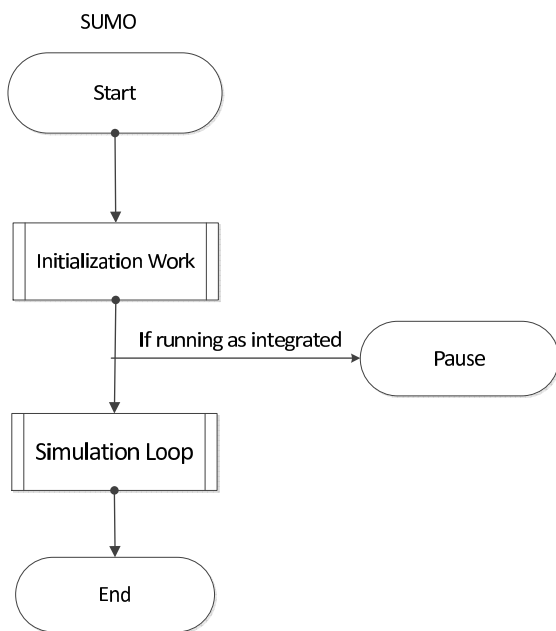 SUMO
Start
Initialization Work
If running as integrated
Pause
Simulation Loop
End